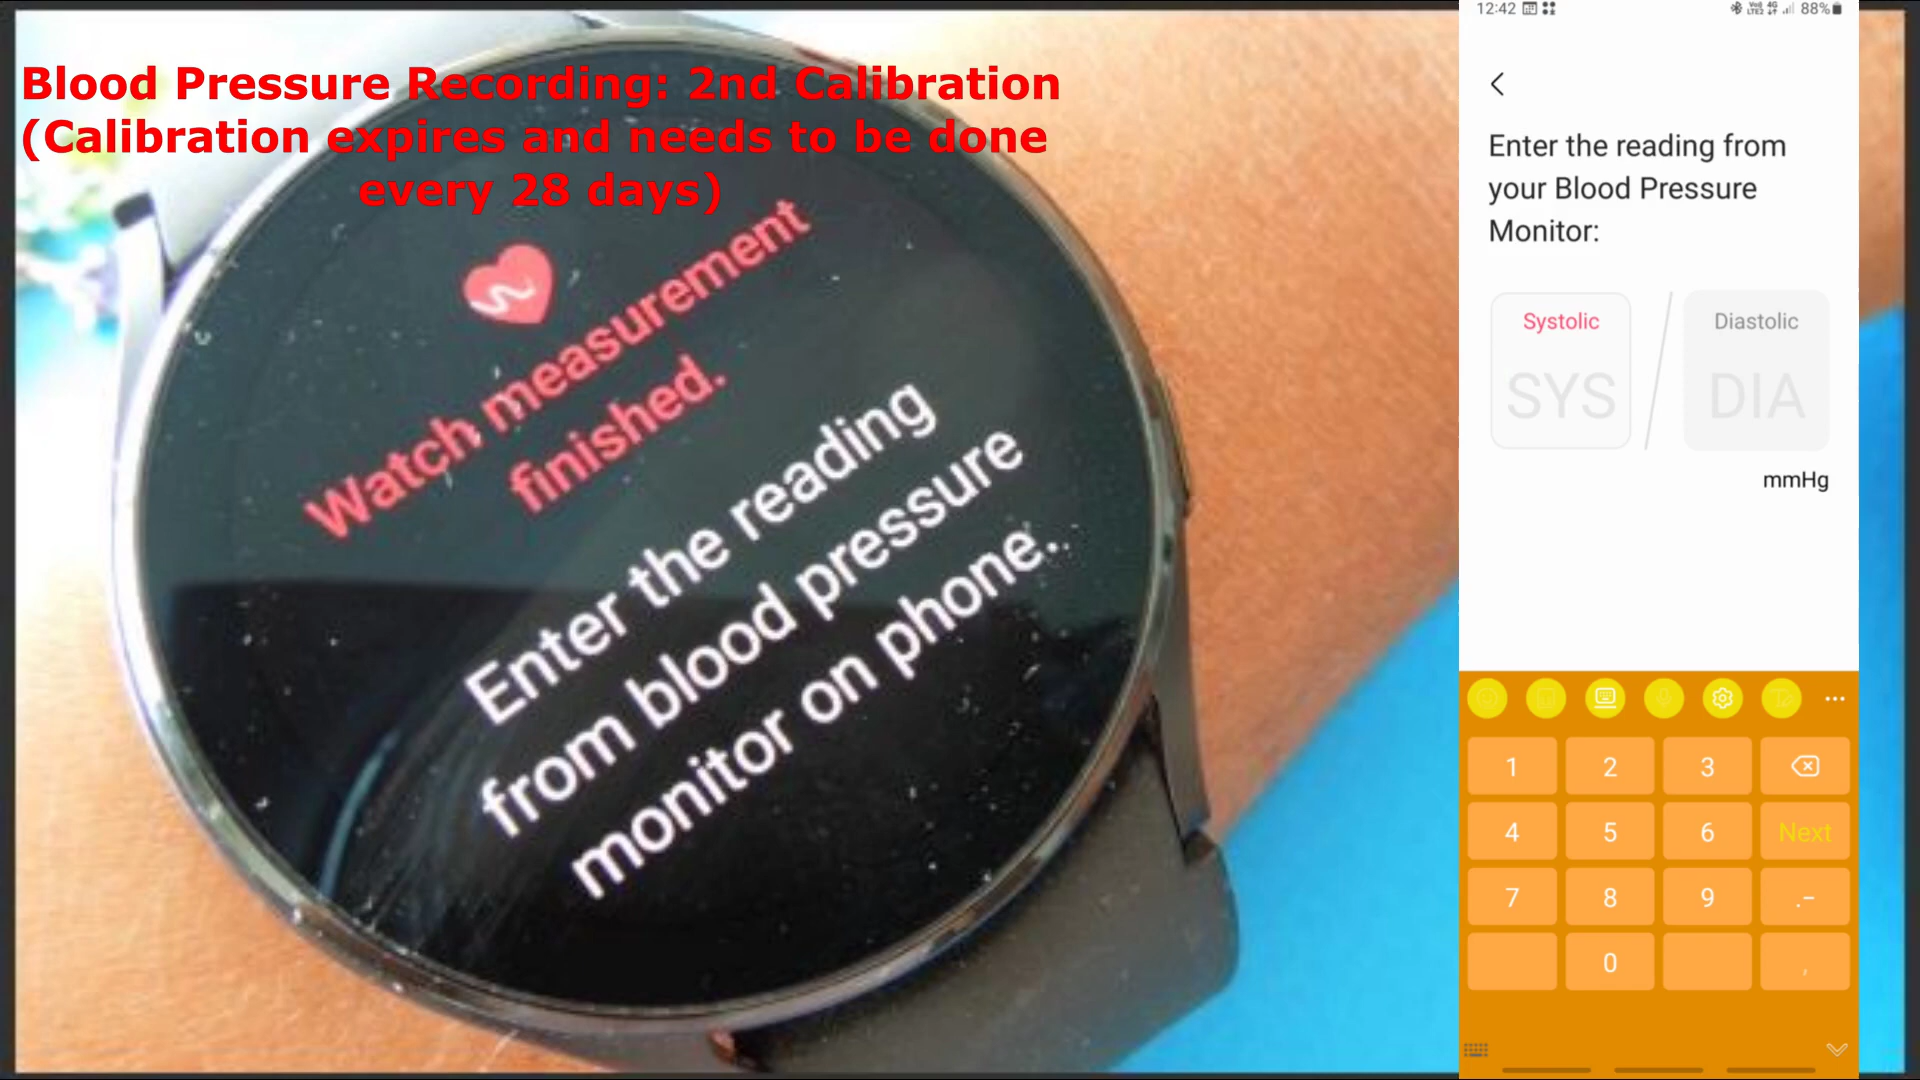 Blood Pressure Recording: 2nd Calibration
(Calibration expires and needs to be done
every 28 days)
Watch measurement
finished.
Enter the reading
from blood pressure
monitor on phone.
12:42
88%
Enter the reading from
your Blood Pressure
Monitor:
Systolic
Diastolic
SYS
DIA
mmHg
1 2 3
4 5 6 Next
7 8 9 .-
0 ,